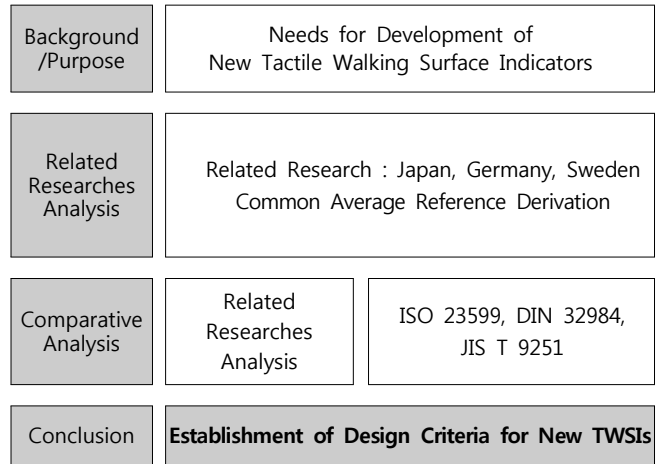 Background
/Purpose
Needs for Development of
New Tactile Walking Surface Indicators
Related
Researches
Analysis
Related Research : Japan, Germany, Sweden
Common Average Reference Derivation
Comparative
Analysis
Related
Researches
Analysis
ISO 23599, DIN 32984,
JIS T 9251
Conclusion
Establishment of Design Criteria for New TWSIs